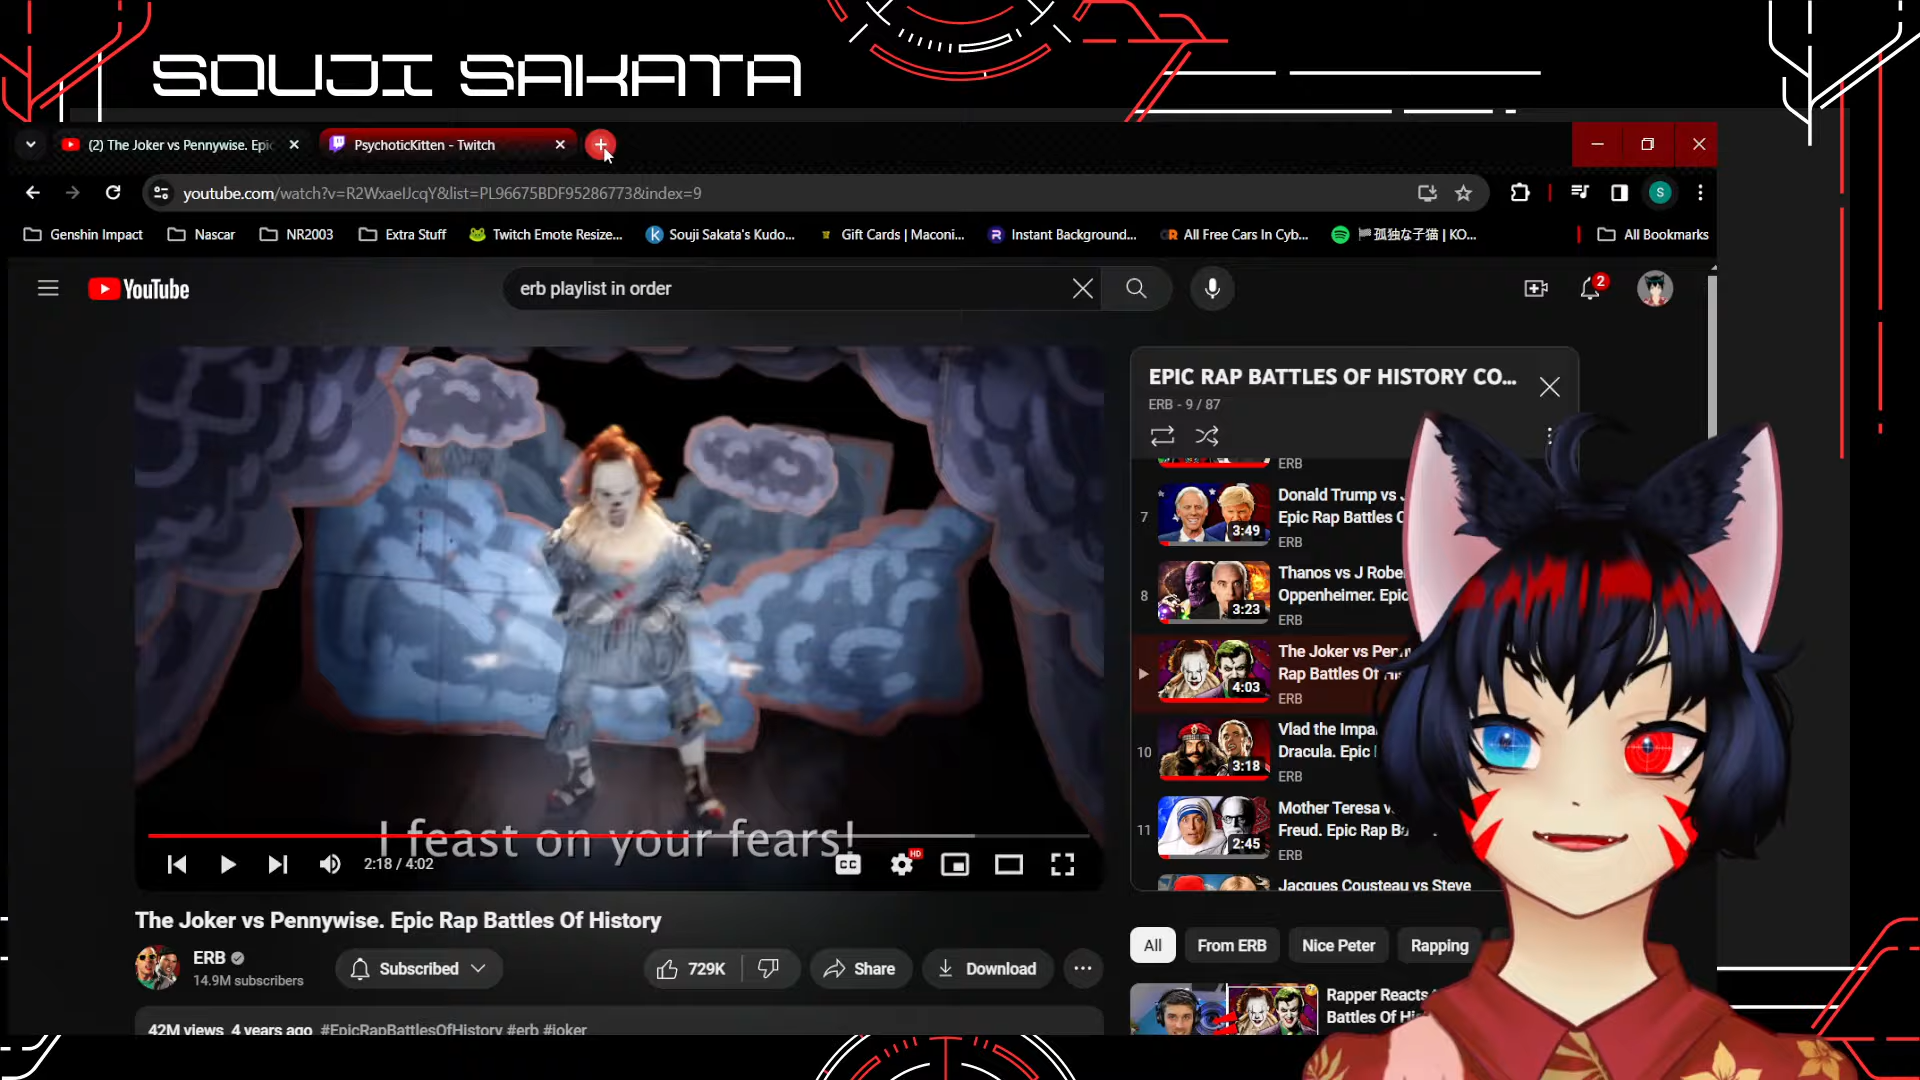 SOUJI SAKATA
(2) The Joker vs Pennywise. Epic
PsychoticKitten - Twitch
youtube.com/watch?v=R2WxaelJcqY&list=PL96675BDF95286773&index=9
S
Genshin Impact
Nascar
NR2003
Extra Stuff
Twitch Emote Resize...
Souji Sakata's Kudo...
Gift Cards | Maconi...
Instant Background...
All Free Cars In Cyb...
孤独な子猫 | KO...
All Bookmarks
YouTube
erb playlist in order
2
I feast on your fears!
2:18 / 4:02
CC
HD
EPIC RAP BATTLES OF HISTORY CO...
ERB - 9 / 87
ERB
7
3:49
Donald Trump vs
Epic Rap Battles
ERB
8
3:23
Thanos vs J Robe
Oppenheimer. Epic
ERB
4:03
The Joker vs Penny
Rap Battles Of His
ERB
10
3:18
Vlad the Impa
Dracula. Epic
ERB
11
2:45
Mother Teresa v
Freud. Epic Rap Ba
ERB
Jacques Cousteau vs Steve
The Joker vs Pennywise. Epic Rap Battles Of History
ERB
14.9M subscribers
Subscribed
729K
Share
Download
42M views 4 years ago #EpicRapBattlesOfHistory #erb #joker
All
From ERB
Nice Peter
Rapping
Rapper Reacts
Battles Of His